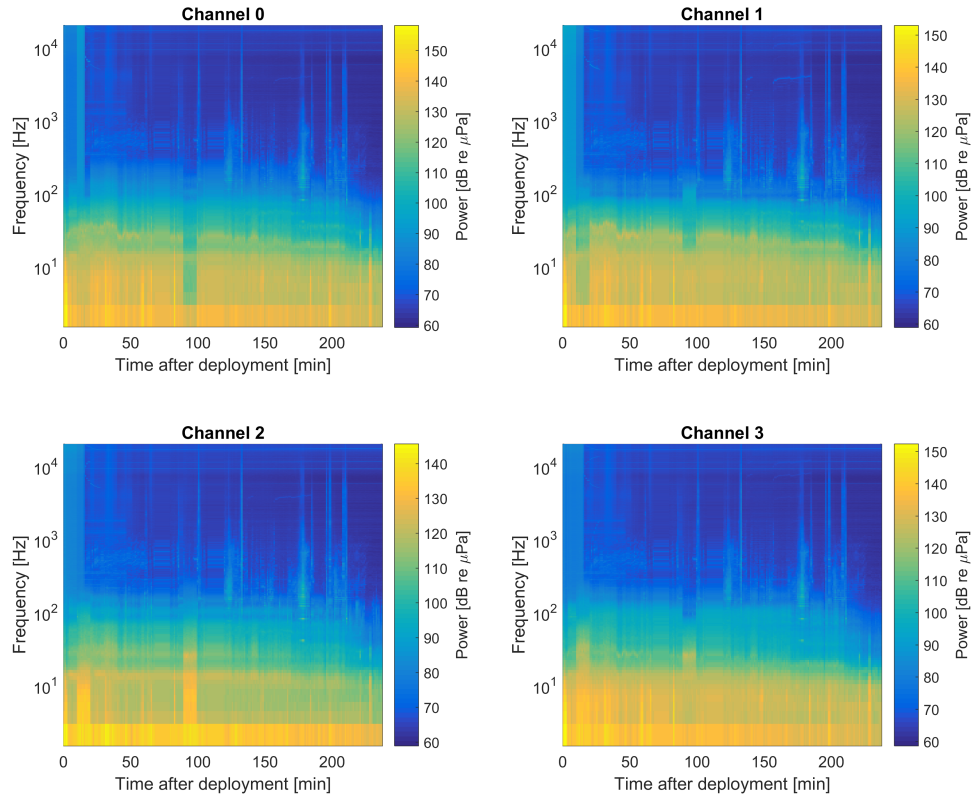 Channel 0
10^4
10^3
10^2
10^1
Frequency [Hz]
0 50 100 150 200
Time after deployment [min]
150
140
130
120
110
100
90
80
70
60
Power [dB re μPa]
Channel 1
10^4
10^3
10^2
10^1
Frequency [Hz]
0 50 100 150 200
Time after deployment [min]
150
140
130
120
110
100
90
80
70
60
Power [dB re μPa]
Channel 2
10^4
10^3
10^2
10^1
Frequency [Hz]
0 50 100 150 200
Time after deployment [min]
140
130
120
110
100
90
80
70
60
Power [dB re μPa]
Channel 3
10^4
10^3
10^2
10^1
Frequency [Hz]
0 50 100 150 200
Time after deployment [min]
150
140
130
120
110
100
90
80
70
60
Power [dB re μPa]